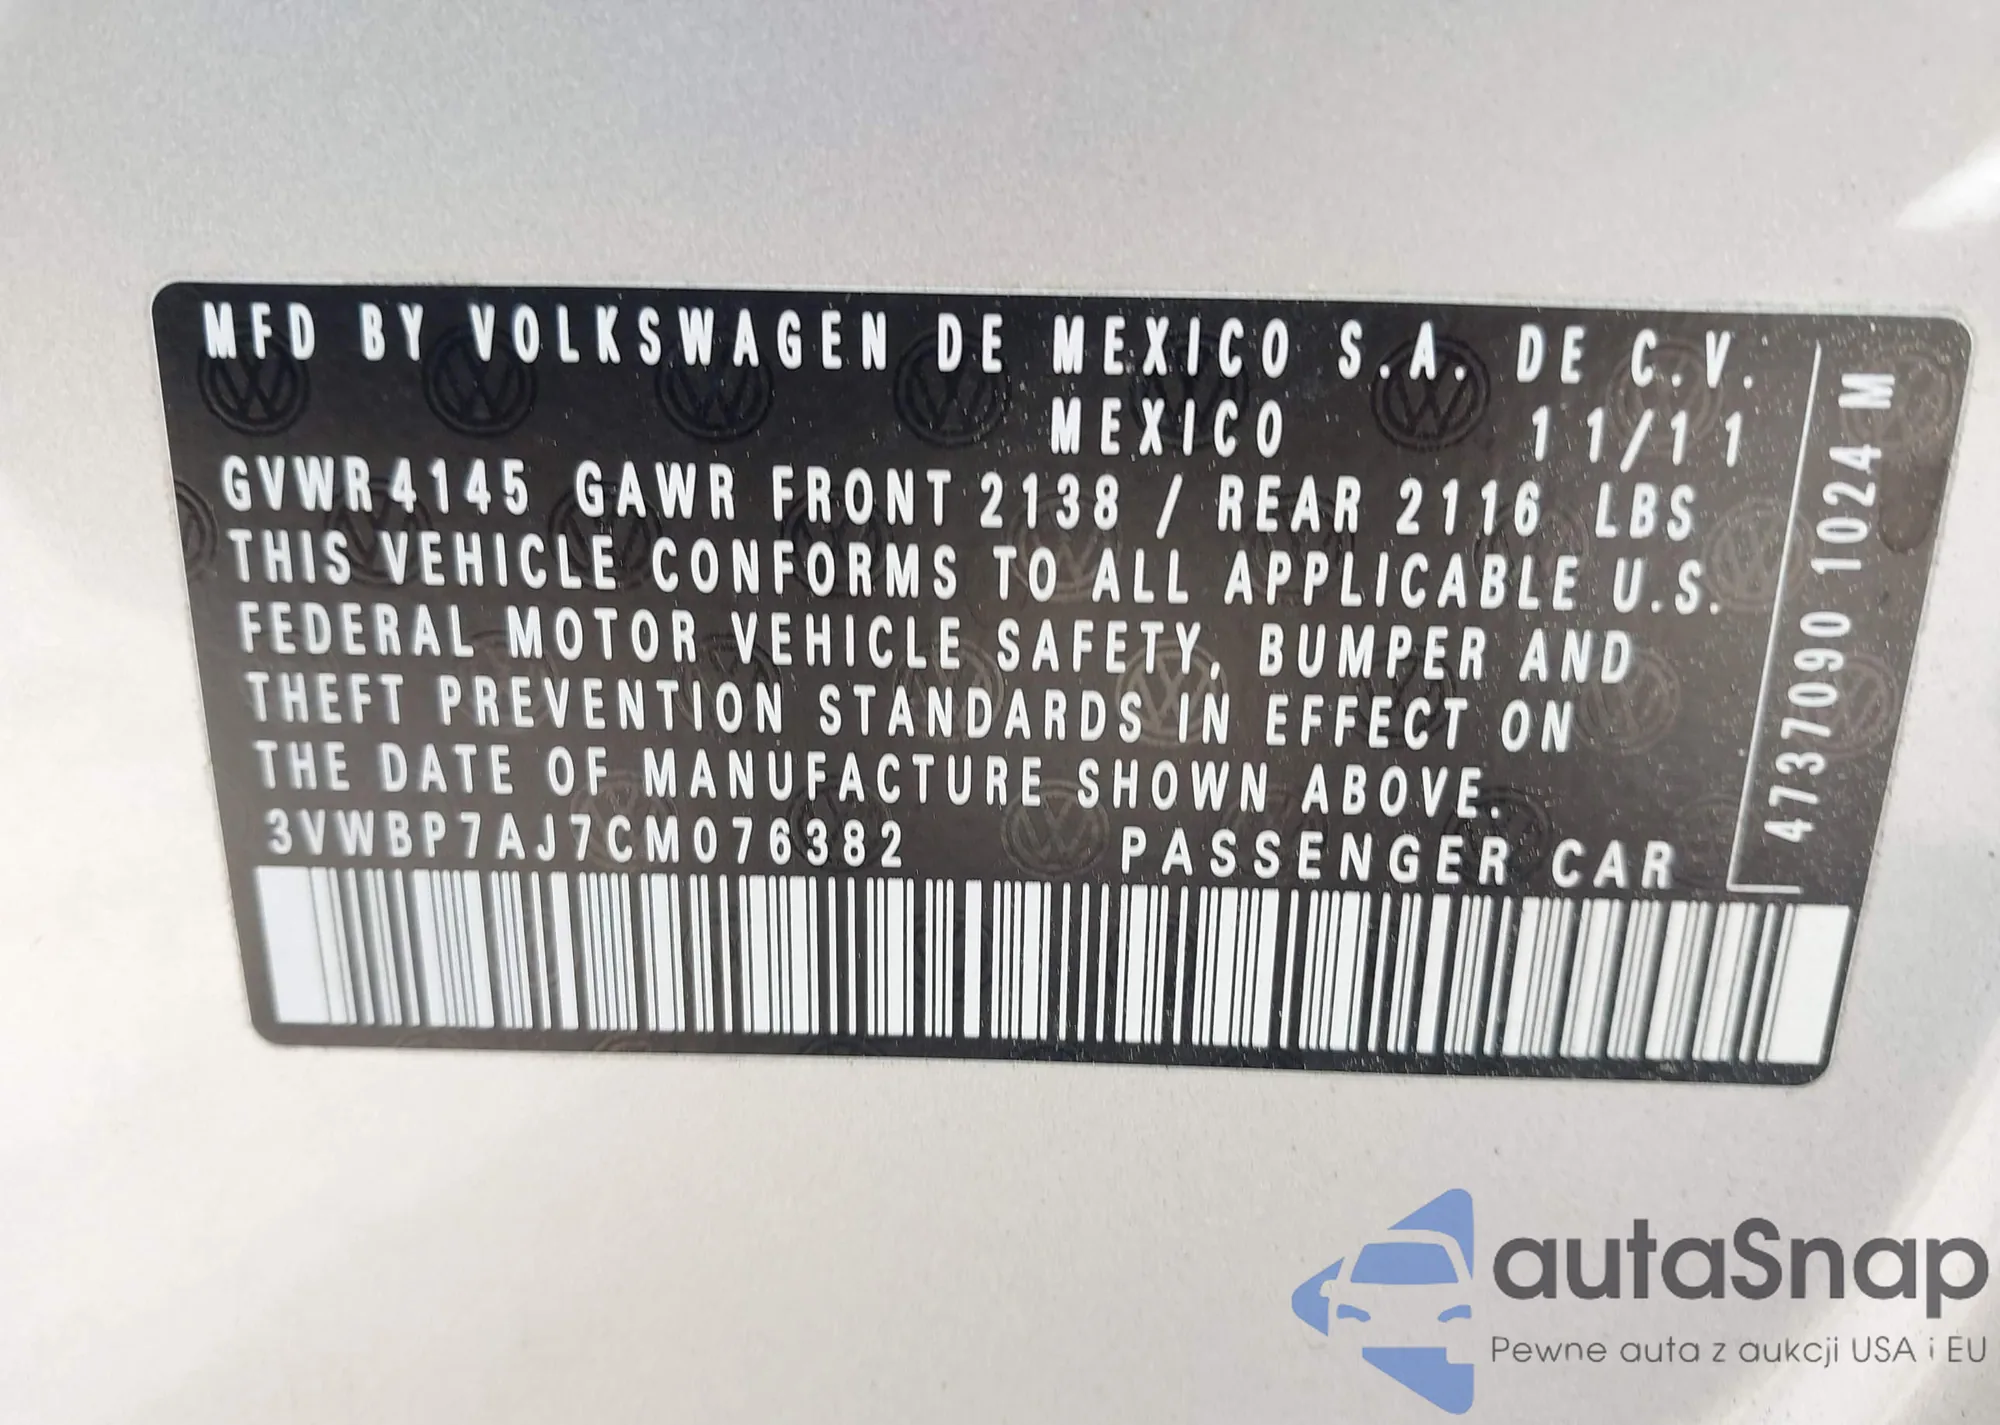 MFD BY VOLKSWAGEN DE MEXICO S.A. DE C.V.
MEXICO 11/11
GVWR 4145 GAWR FRONT 2138 / REAR 2116 LBS
THIS VEHICLE CONFORMS TO ALL APPLICABLE U.S.
FEDERAL MOTOR VEHICLE SAFETY, BUMPER AND
THEFT PREVENTION STANDARDS IN EFFECT ON
THE DATE OF MANUFACTURE SHOWN ABOVE.
3VWBP7AJ7CM076382 PASSENGER CAR
4737090 1024 M
autaSnap
Pewne auta z aukcji USA i EU